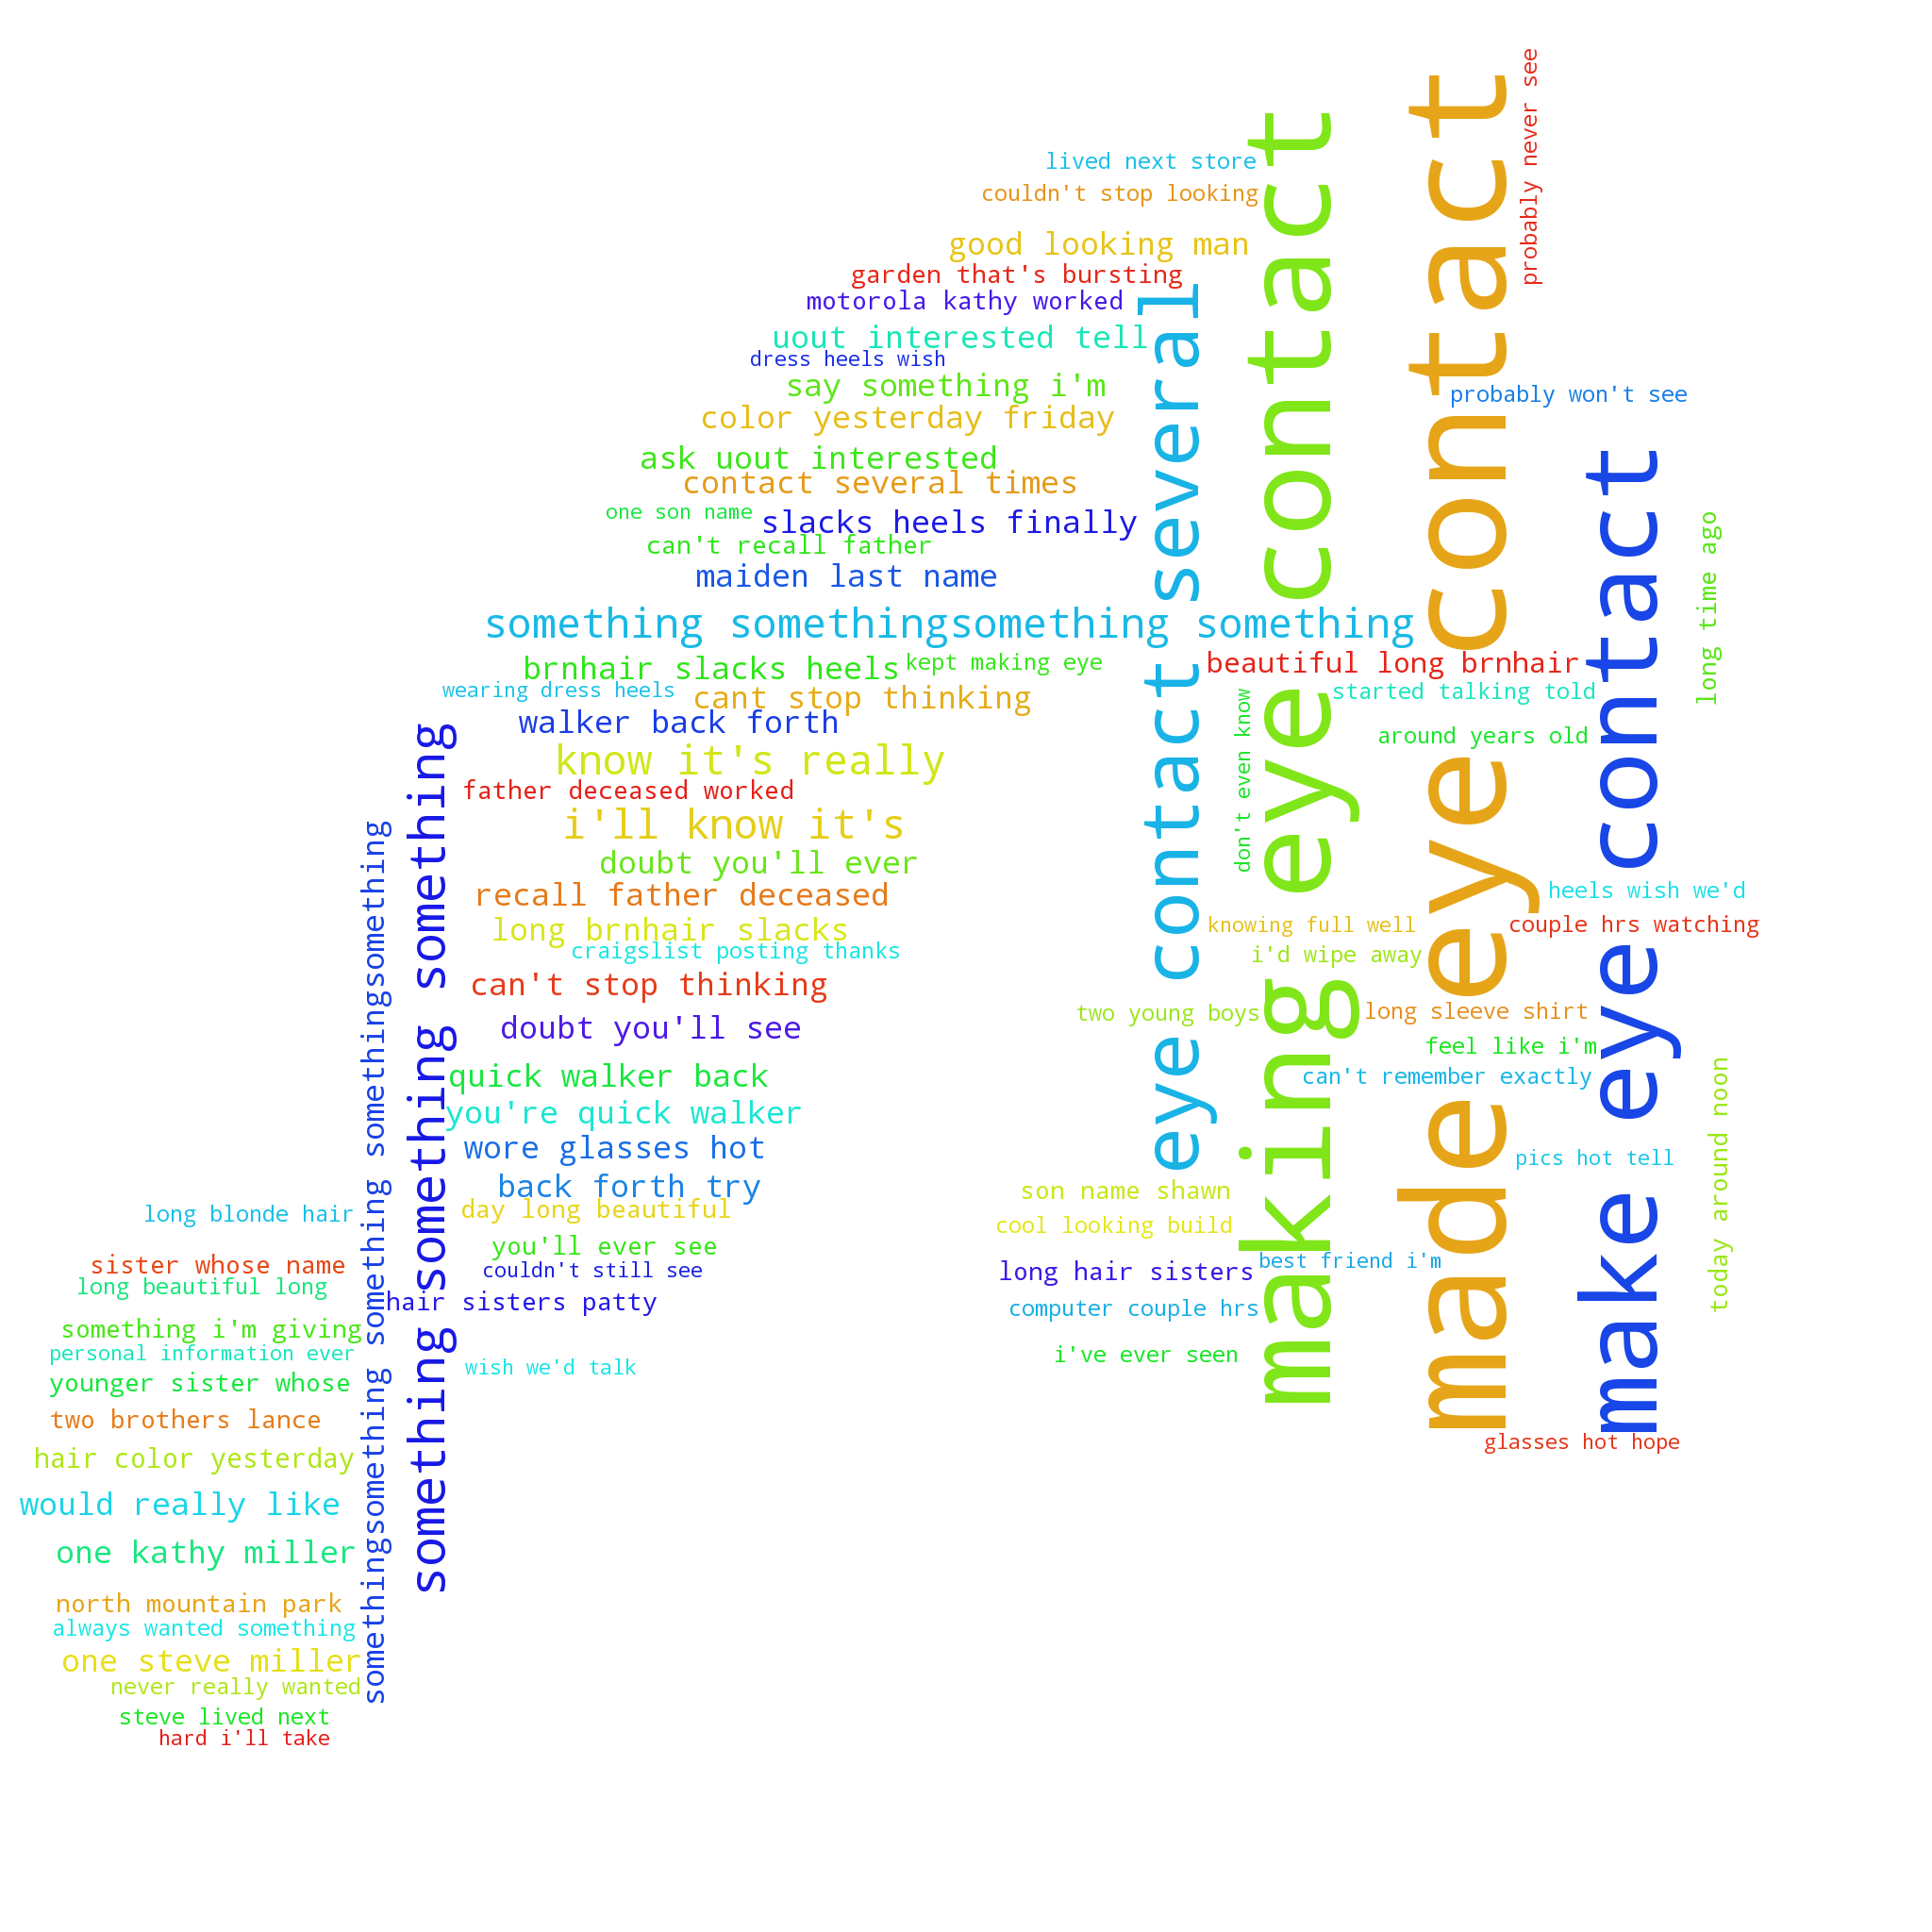 probably never see
made eye contact
making eye contact
lived next store
couldn't stop looking
good looking man
garden that's bursting
eye contact several
motorola kathy worked
uout interested tell
dress heels wish
say something i'm
probably won't see
color yesterday friday
ask uout interested
make eye contact
contact several times
one son name
slacks heels finally
long time ago
can't recall father
maiden last name
something somethingsomething something
brnhair slacks heels
kept making eye
beautiful long brnhair
wearing dress heels
cant stop thinking
started talking told
don't even know
walker back forth
something something something
around years old
know it's really
father deceased worked
i'll know it's
somethingsomething something somethingsomething
doubt you'll ever
recall father deceased
heels wish we'd
long brnhair slacks
knowing full well
couple hrs watching
craigslist posting thanks
i'd wipe away
can't stop thinking
two young boys
long sleeve shirt
doubt you'll see
feel like i'm
today around noon
quick walker back
can't remember exactly
you're quick walker
wore glasses hot
pics hot tell
back forth try
son name shawn
long blonde hair
day long beautiful
cool looking build
you'll ever see
sister whose name
couldn't still see
long hair sisters
best friend i'm
long beautiful long
hair sisters patty
computer couple hrs
something i'm giving
personal information ever
i've ever seen
wish we'd talk
younger sister whose
two brothers lance
glasses hot hope
hair color yesterday
would really like
one kathy miller
north mountain park
always wanted something
one steve miller
never really wanted
steve lived next
hard i'll take